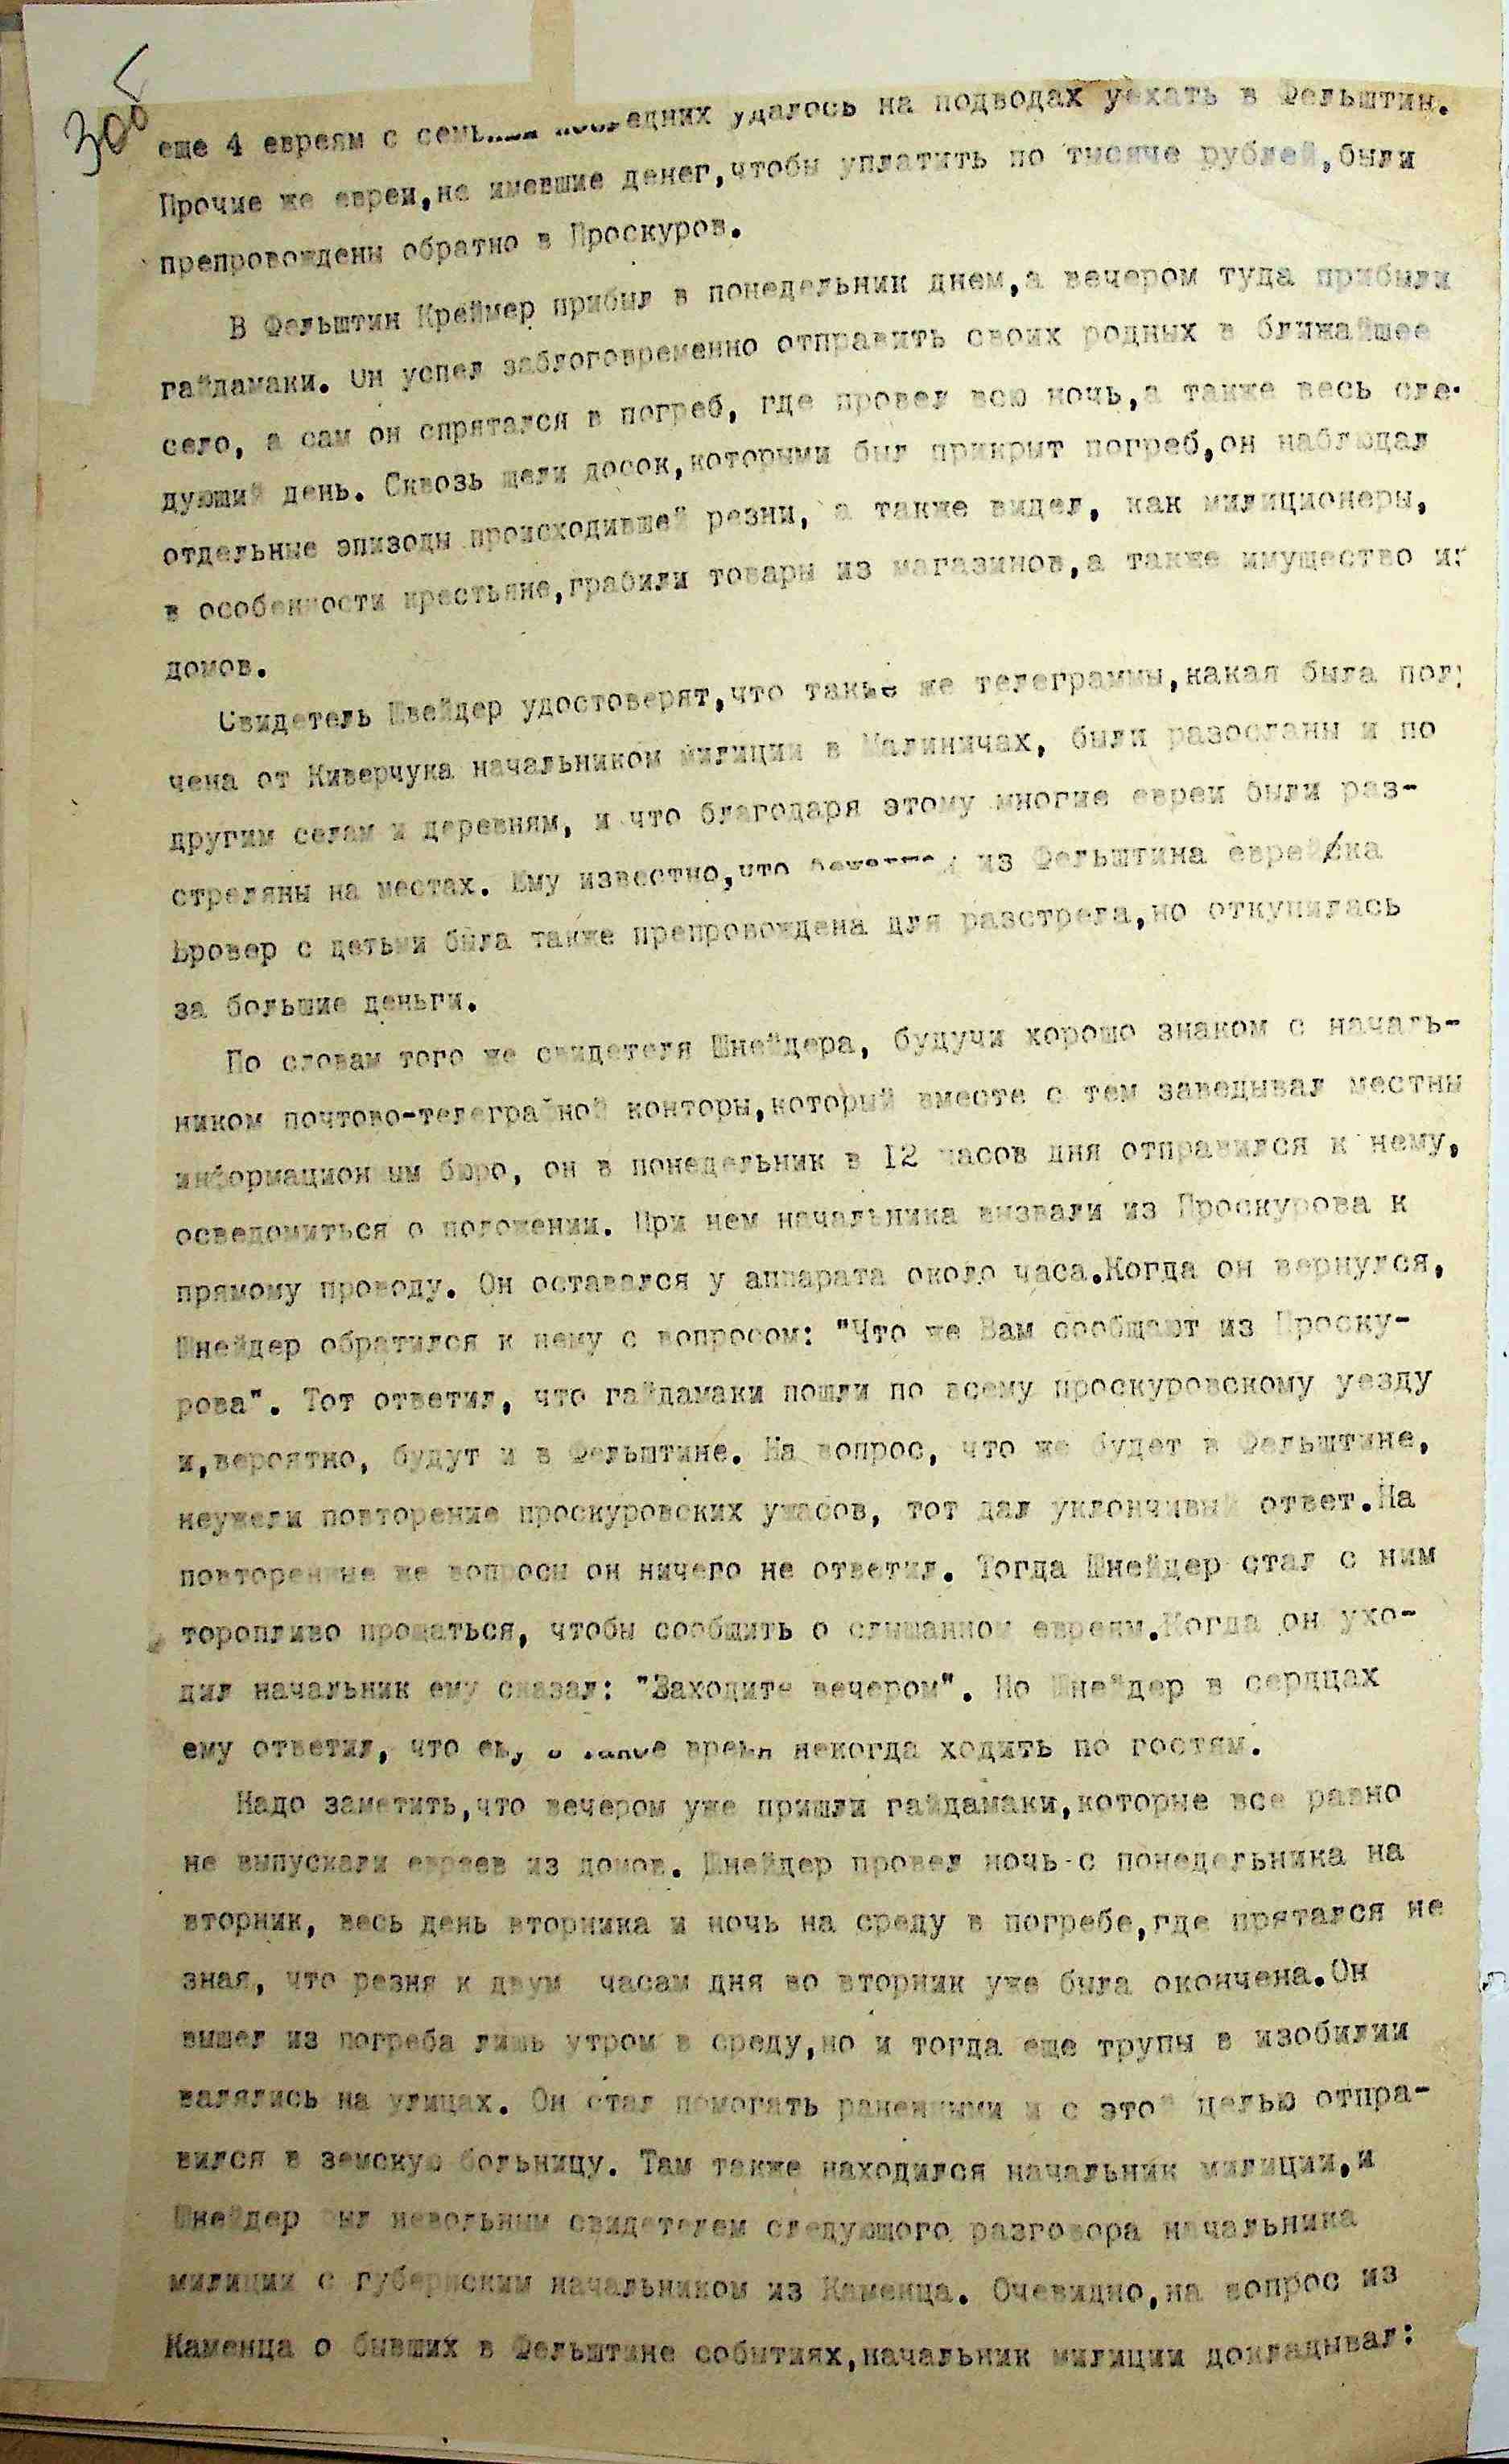 300
еще 4 евреям с удалось на подводах уехать в Фельштин.
Прочие же евреи,не имевшие денег,чтобы уплатить по тысяче рублей,были
препровождены обратно в Проскуров.
В Фельштин Креймер прибыл в понедельник днем,а вечером туда прибыли
гайдамаки. Он успел заблоговременно отправить своих родных в ближайшее
село, а сам он спрятался в погреб, где провел всю ночь,а также весь сле-
дующий день. Сквозь щели досок,которыми был прикрыт погреб,он наблюдал
отдельные эпизоды происходившей резни, а также видел, как милиционеры,
в особенности крестьяне,грабили товары из магазинов,а также имущество из
домов.
Свидетель Швейдер удостоверят,что такие же телеграммы,какая была полу
чена от Киверчука начальником милиции в Малиничах, были разосланы и по
другим селам и деревням, и что благодаря этому многие евреи были раз-
стреляны на местах. Ему известно,что из Фельштина еврейка
Бровер с детьми была также препровождена для разстрела,но откупилась
за большие деньги.
По словам того же свидетеля Шнейдера, будучи хорошо знаком с началь-
ником почтово-телеграфной конторы,который вместе с тем заведывал местны
информацион ым бюро, он в понедельник в 12 часов дня отправился к нему,
осведомиться о положении. При нем начальника вызвали из Проскурова к
прямому проводу. Он оставался у аппарата около часа.Когда он вернулся,
Шнейдер обратился к нему с вопросом: "Что же Вам сообщают из Проску-
рова". Тот ответил, что гайдамаки пошли по всему проскуровскому уезду
и,вероятно, будут и в Фельштине. На вопрос, что же будет в Фельштине,
неужели повторение проскуровских ужасов, тот дал уклончивый ответ.На
повторенные же вопросы он ничего не ответил. Тогда Шнейдер стал с ним
торопливо прощаться, чтобы сообщить о слышанном евреям.Когда он ухо-
дил начальник ему сказал: "Заходите вечером". Но Шнейдер в сердцах
ему ответил, что ему в такое время некогда ходить по гостям.
Надо заметить,что вечером уже пришли гайдамаки,которые все равно
не выпускали евреев из домов. Шнейдер провел ночь с понедельника на
вторник, весь день вторника и ночь на среду в погребе,где прятался не
зная, что резня к двум часам дня во вторник уже была окончена.Он
вышел из погреба лишь утром в среду,но и тогда еще трупы в изобилии
валялись на улицах. Он стал помогать раненными и с этой целью отпра-
вился в земскую больницу. Там также находился начальник милиции,и
Шнейдер был невольным свидетелем следующого разговора начальника
милиции с губернским начальником из Каменца. Очевидно,на вопрос из
Каменца о бывших в Фельштине событиях,начальник милиции докладывал: